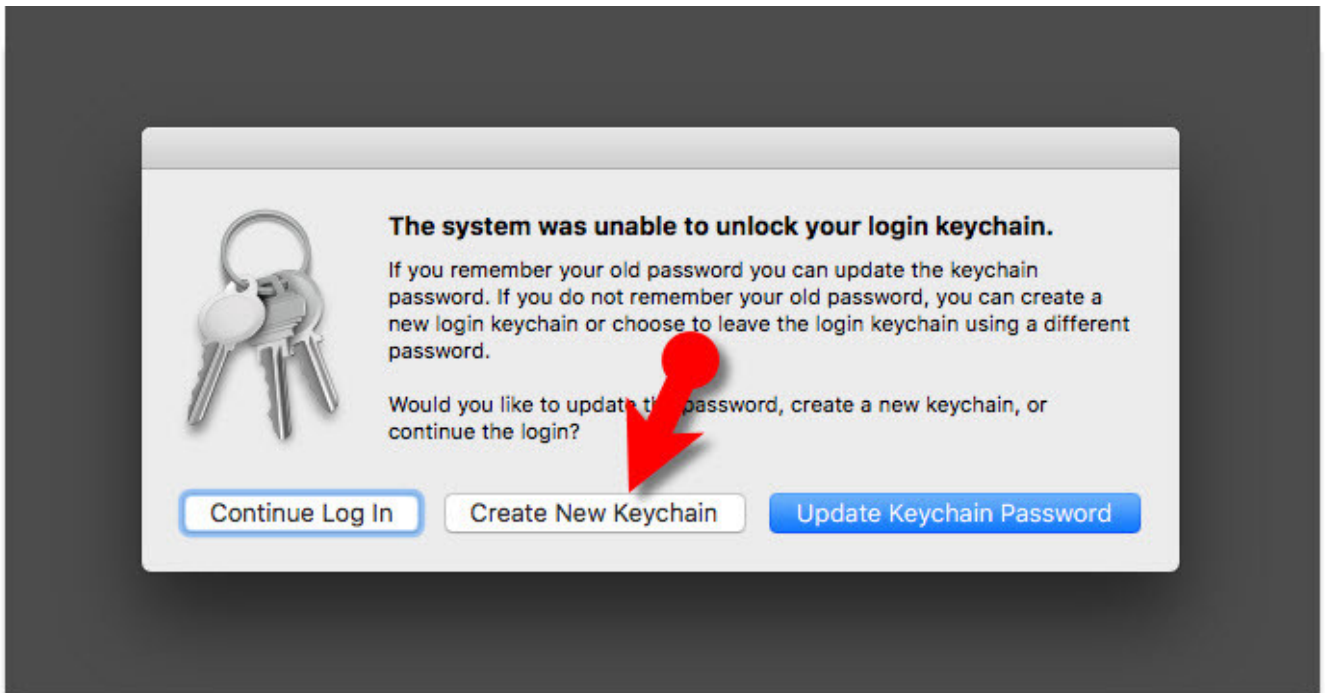 The system was unable to unlock your login keychain.
If you remember your old password you can update the keychain
password. If you do not remember your old password, you can create a
new login keychain or choose to leave the login keychain using a different
password.
Would you like to update the password, create a new keychain, or
continue the login?
Continue Log In
Create New Keychain
Update Keychain Password